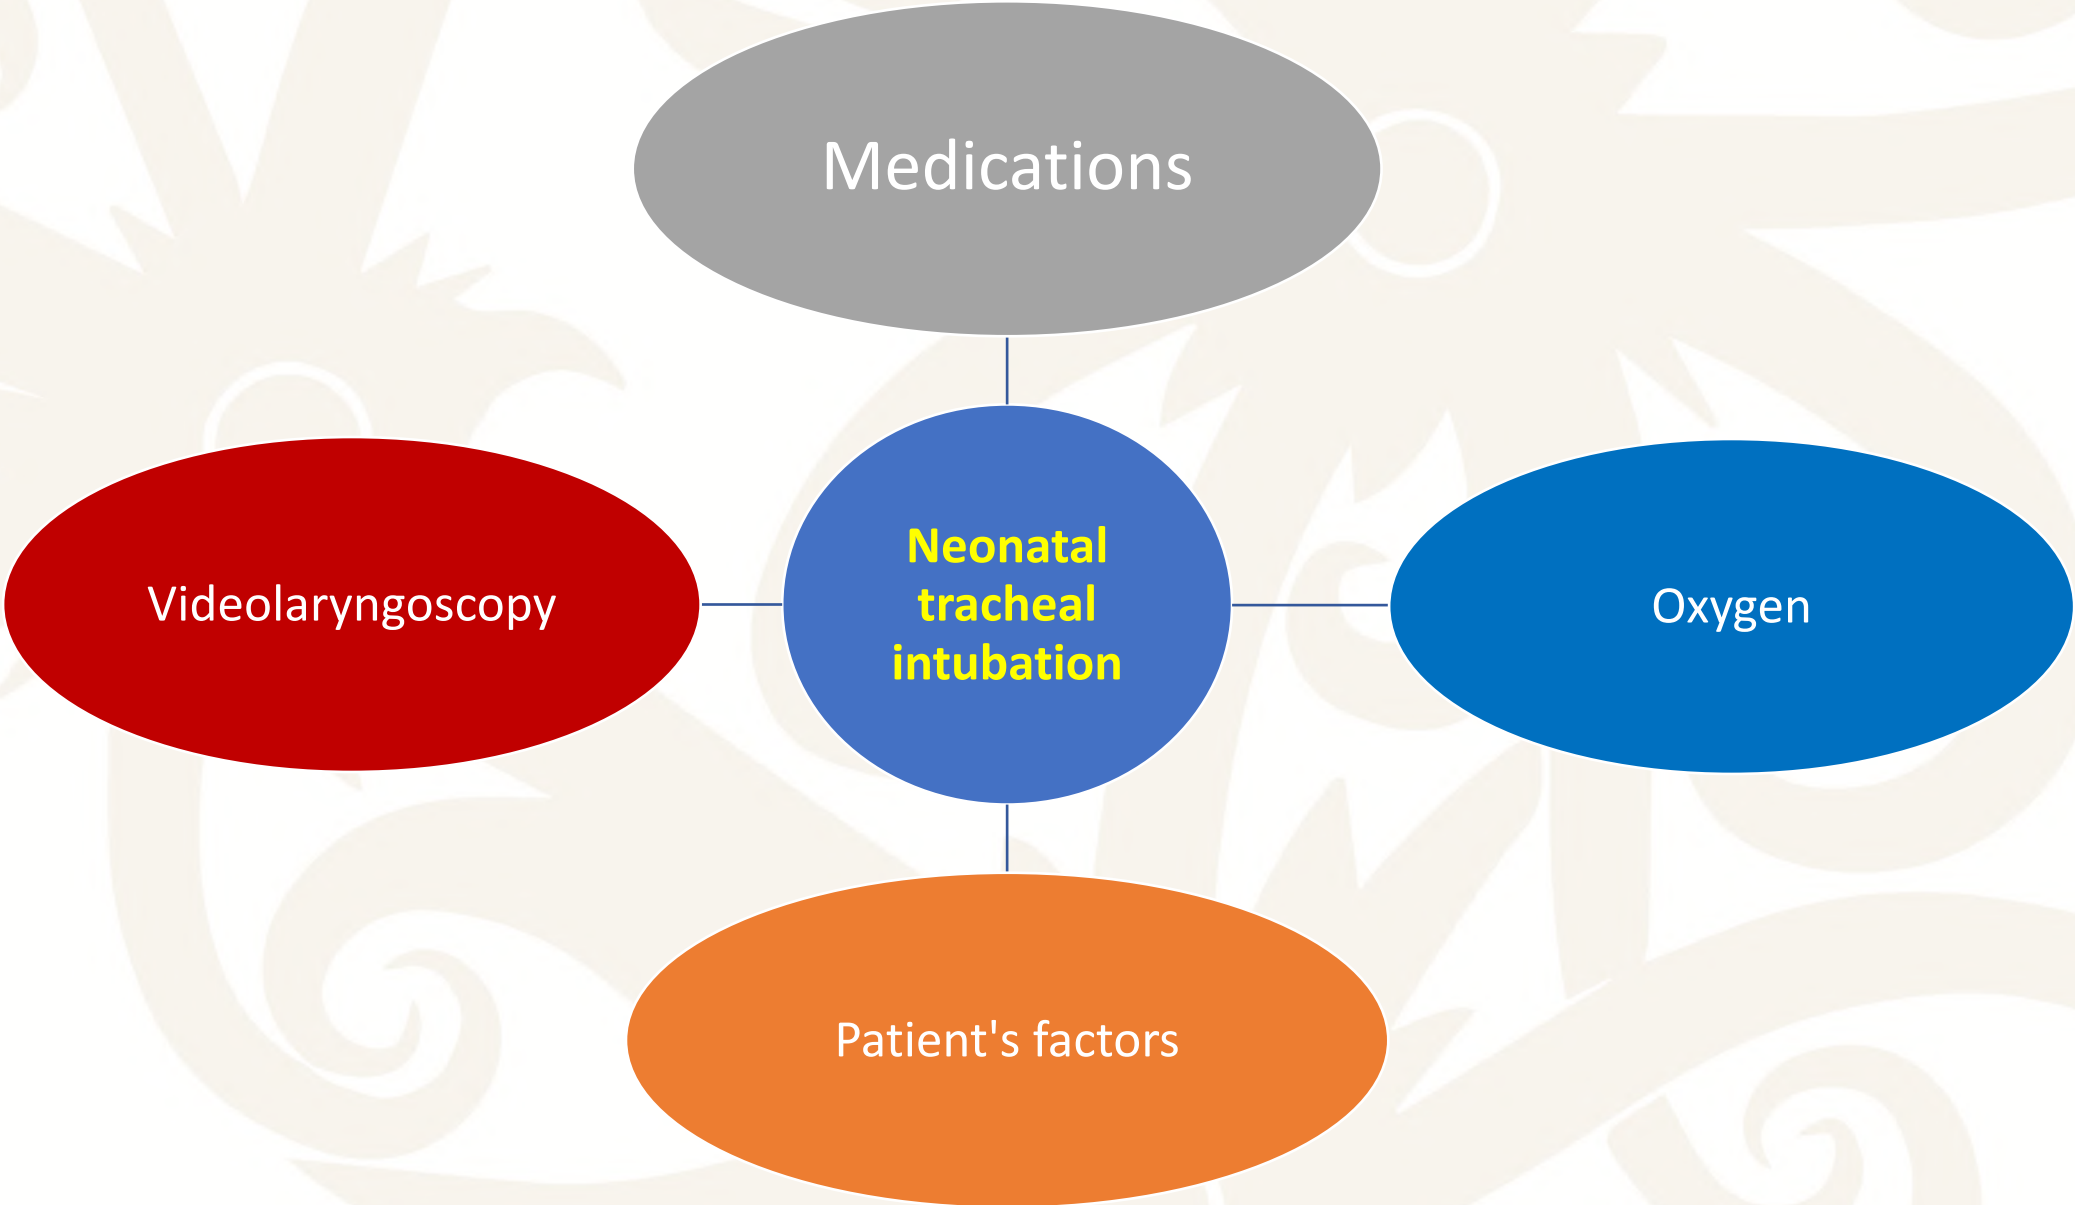 Medications
Videolaryngoscopy
Neonatal
tracheal
intubation
Oxygen
Patient's factors